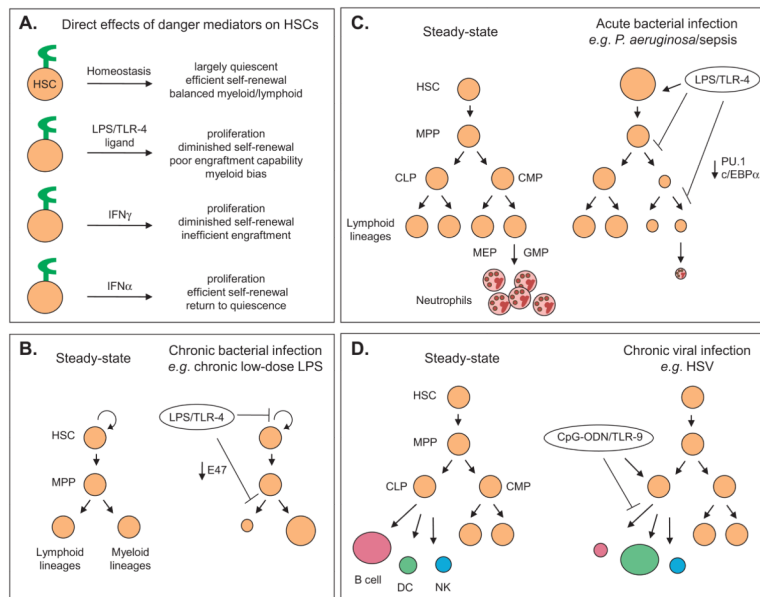 A.
Direct effects of danger mediators on HSCs
HSC
Homeostasis
largely quiescent
efficient self-renewal
balanced myeloid/lymphoid
LPS/TLR-4
ligand
proliferation
diminished self-renewal
poor engraftment capability
myeloid bias
IFNγ
proliferation
diminished self-renewal
inefficient engraftment
IFNα
proliferation
efficient self-renewal
return to quiescence
B.
Steady-state
Chronic bacterial infection
e.g. chronic low-dose LPS
HSC
MPP
Lymphoid
lineages
Myeloid
lineages
LPS/TLR-4
E47
C.
Steady-state
Acute bacterial infection
e.g. P. aeruginosa/sepsis
HSC
MPP
CLP
CMP
Lymphoid
lineages
MEP
GMP
Neutrophils
LPS/TLR-4
PU.1
c/EBPα
D.
Steady-state
Chronic viral infection
e.g. HSV
HSC
MPP
CLP
CMP
B cell
DC
NK
CpG-ODN/TLR-9